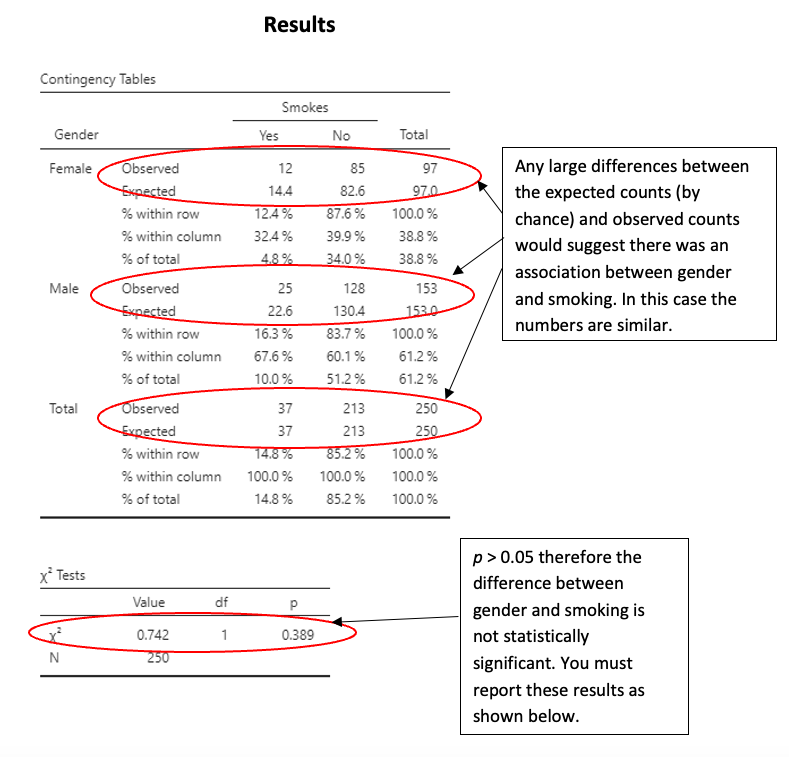 Results
Contingency Tables
Smokes
Gender Yes No Total
Female Observed 12 85 97
Expected 14.4 82.6 97.0
% within row 12.4 % 87.6 % 100.0 %
% within column 32.4 % 39.9 % 38.8 %
% of total 4.8 % 34.0 % 38.8 %
Male Observed 25 128 153
Expected 22.6 130.4 153.0
% within row 16.3 % 83.7 % 100.0 %
% within column 67.6 % 60.1 % 61.2 %
% of total 10.0 % 51.2 % 61.2 %
Total Observed 37 213 250
Expected 37 213 250
% within row 14.8 % 85.2 % 100.0 %
% within column 100.0 % 100.0 % 100.0 %
% of total 14.8 % 85.2 % 100.0 %
Any large differences between
the expected counts (by
chance) and observed counts
would suggest there was an
association between gender
and smoking. In this case the
numbers are similar.
χ² Tests
Value df p
χ² 0.742 1 0.389
N 250
p > 0.05 therefore the
difference between
gender and smoking is
not statistically
significant. You must
report these results as
shown below.